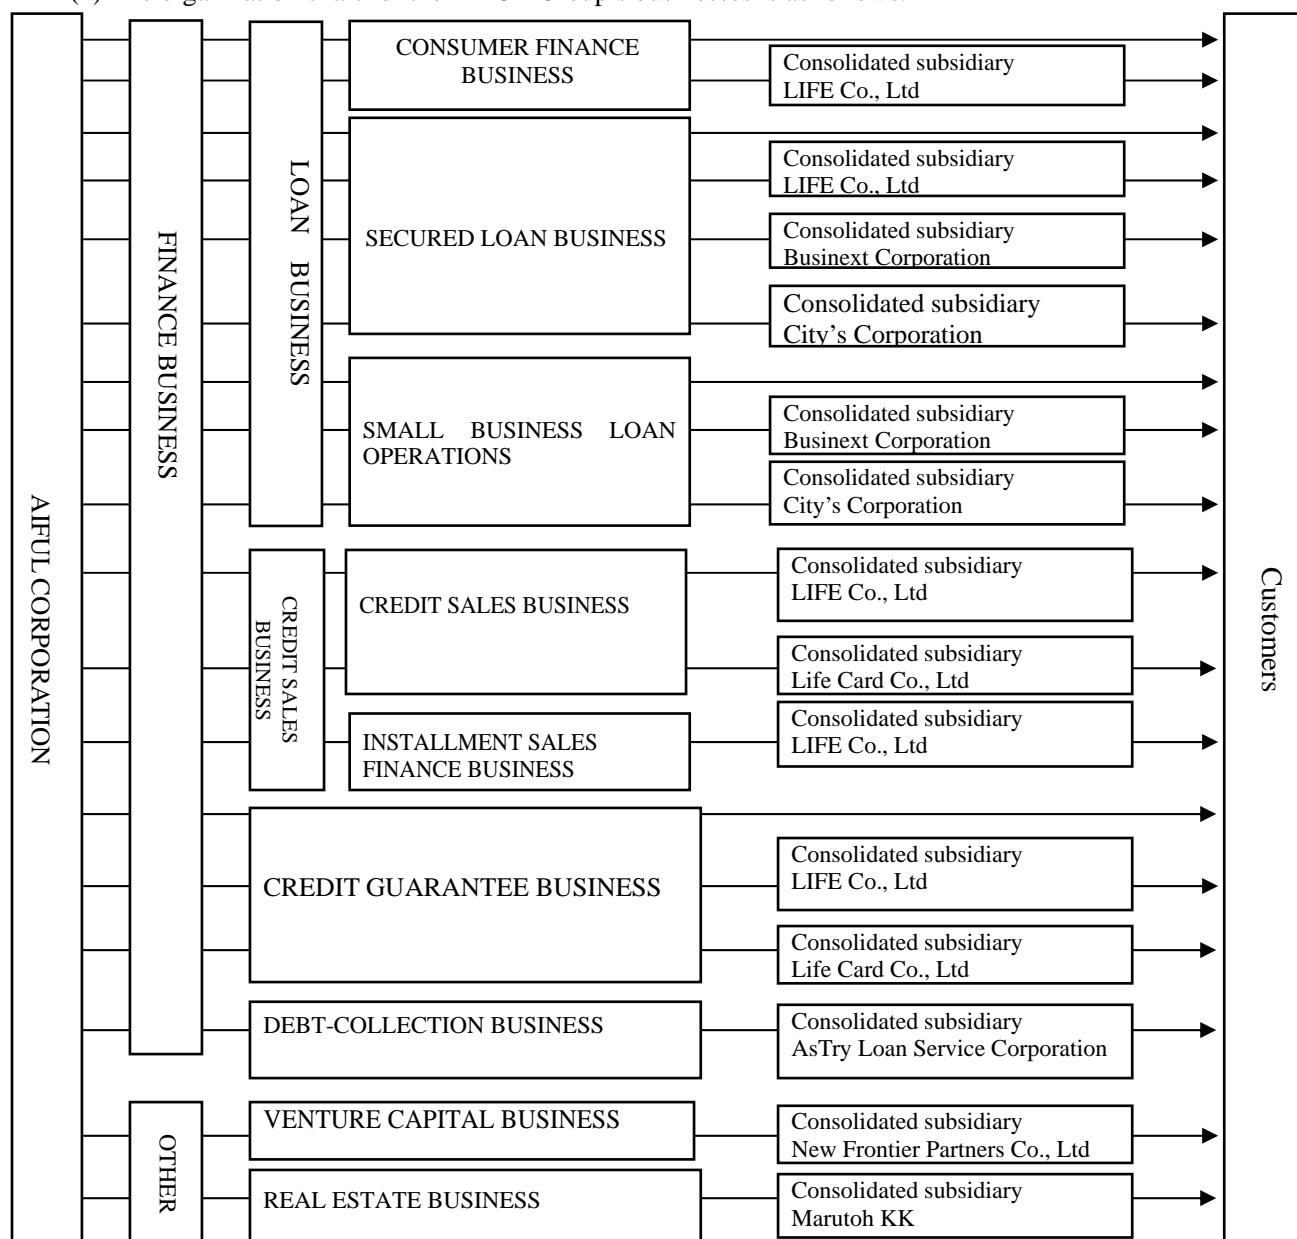 AIFUL CORPORATION
FINANCE BUSINESS
LOAN BUSINESS
CONSUMER FINANCE
BUSINESS
Consolidated subsidiary
LIFE Co., Ltd
SECURED LOAN BUSINESS
Consolidated subsidiary
LIFE Co., Ltd
Consolidated subsidiary
Businext Corporation
Consolidated subsidiary
City’s Corporation
SMALL BUSINESS LOAN
OPERATIONS
Consolidated subsidiary
Businext Corporation
Consolidated subsidiary
City’s Corporation
CREDIT SALES
BUSINESS
CREDIT SALES BUSINESS
Consolidated subsidiary
LIFE Co., Ltd
Consolidated subsidiary
Life Card Co., Ltd
INSTALLMENT SALES
FINANCE BUSINESS
Consolidated subsidiary
LIFE Co., Ltd
CREDIT GUARANTEE BUSINESS
Consolidated subsidiary
LIFE Co., Ltd
Consolidated subsidiary
Life Card Co., Ltd
DEBT-COLLECTION BUSINESS
Consolidated subsidiary
AsTry Loan Service Corporation
OTHER
VENTURE CAPITAL BUSINESS
Consolidated subsidiary
New Frontier Partners Co., Ltd
REAL ESTATE BUSINESS
Consolidated subsidiary
Marutoh KK
Customers